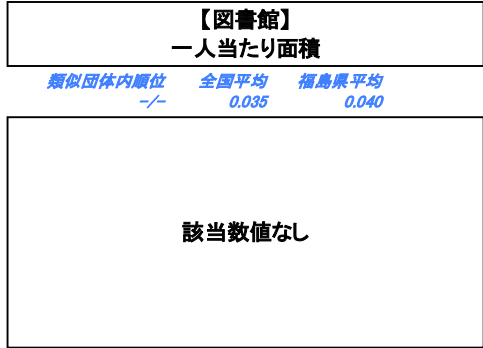 【図書館】
一人当たり面積
類似団体内順位 全国平均 福島県平均
-/- 0.035 0.040
該当数値なし